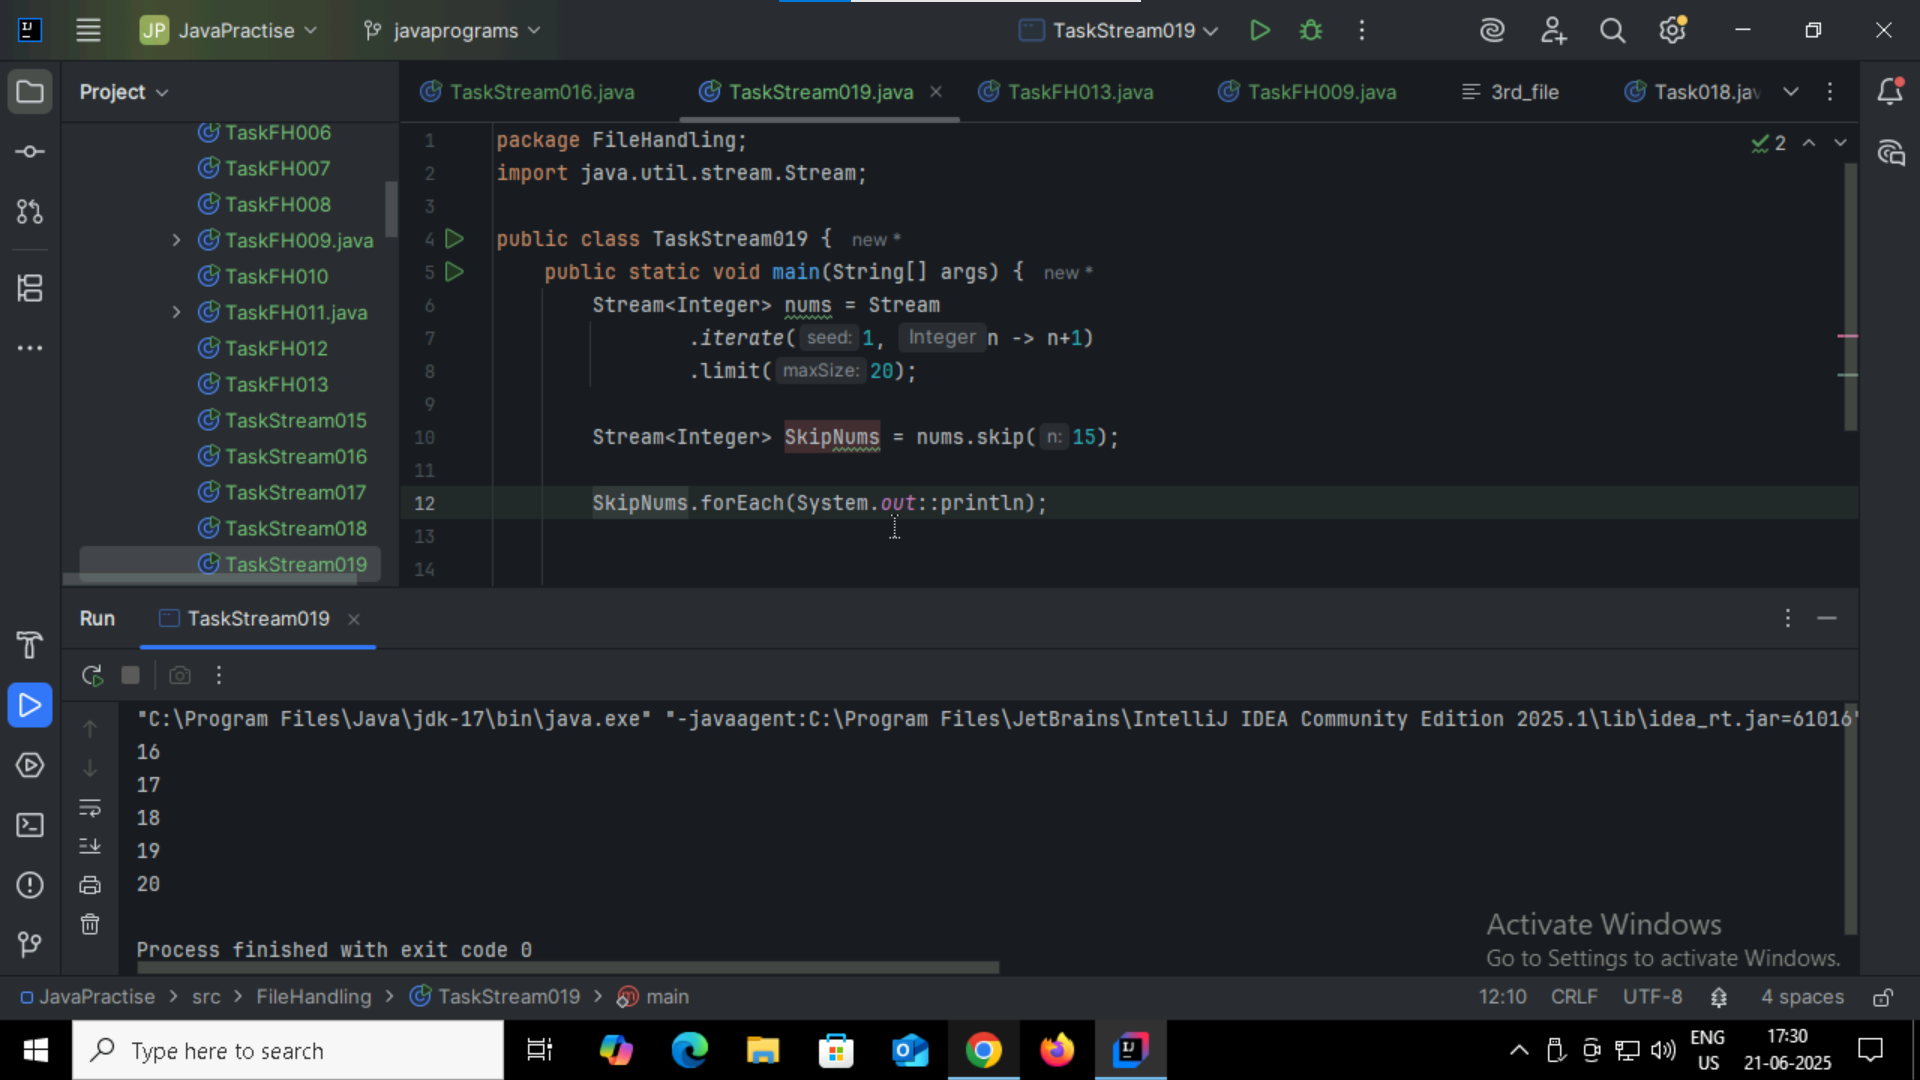 JP JavaPractise javaprograms TaskStream019
Project
TaskStream016.java TaskStream019.java TaskFH013.java TaskFH009.java 3rd_file Task018.jav
TaskFH006
TaskFH007
TaskFH008
TaskFH009.java
TaskFH010
TaskFH011.java
TaskFH012
TaskFH013
TaskStream015
TaskStream016
TaskStream017
TaskStream018
TaskStream019
2
1 package FileHandling;
2 import java.util.stream.Stream;
3
4 public class TaskStream019 { new *
5 public static void main(String[] args) { new *
6 Stream<Integer> nums = Stream
7 .iterate( seed: 1, Integer n -> n+1)
8 .limit( maxSize: 20);
9
10 Stream<Integer> SkipNums = nums.skip( n: 15);
11
12 SkipNums.forEach(System.out::println);
13
14
Run TaskStream019
"C:\Program Files\Java\jdk-17\bin\java.exe" "-javaagent:C:\Program Files\JetBrains\IntelliJ IDEA Community Edition 2025.1\lib\idea_rt.jar=61016"
16
17
18
19
20
Process finished with exit code 0
Activate Windows
Go to Settings to activate Windows.
JavaPractise > src > FileHandling > TaskStream019 > main
12:10 CRLF UTF-8 4 spaces
Type here to search
ENG
US
17:30
21-06-2025